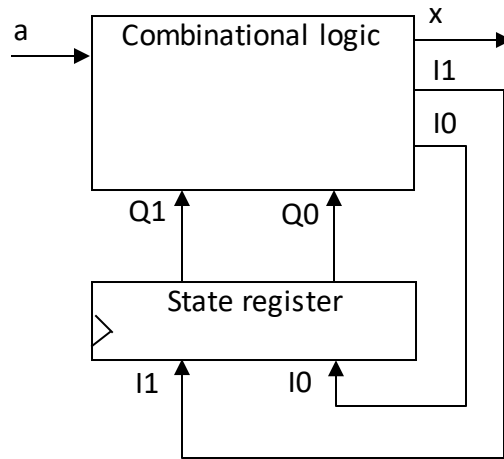 a
Combinational logic
x
I1
I0
Q1
Q0
State register
I1
I0